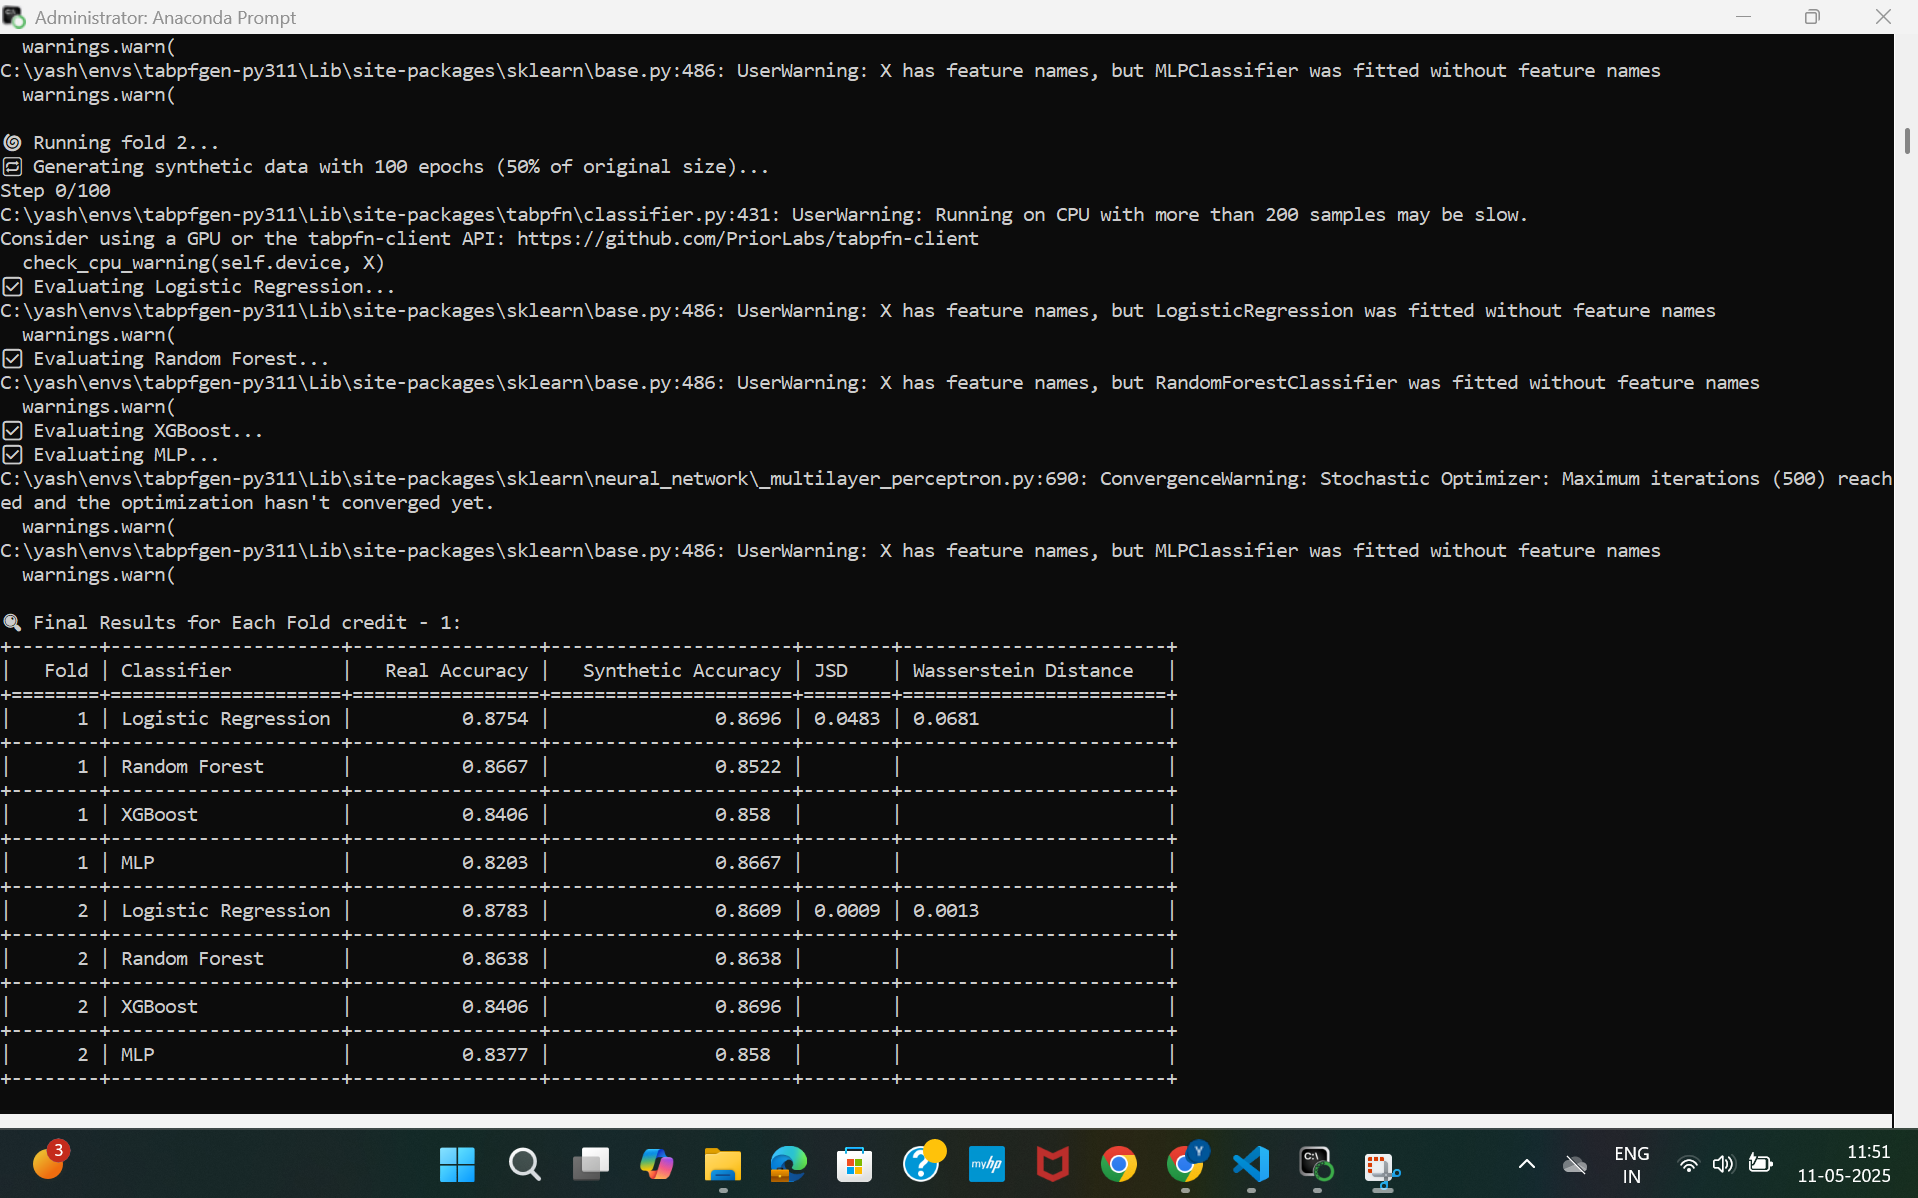 Administrator: Anaconda Prompt
warnings.warn(
C:\yash\envs\tabpfgen-py311\Lib\site-packages\sklearn\base.py:486: UserWarning: X has feature names, but MLPClassifier was fitted without feature names
warnings.warn(
Running fold 2...
Generating synthetic data with 100 epochs (50% of original size)...
Step 0/100
C:\yash\envs\tabpfgen-py311\Lib\site-packages\tabpfn\classifier.py:431: UserWarning: Running on CPU with more than 200 samples may be slow.
Consider using a GPU or the tabpfn-client API: https://github.com/PriorLabs/tabpfn-client
check_cpu_warning(self.device, X)
Evaluating Logistic Regression...
C:\yash\envs\tabpfgen-py311\Lib\site-packages\sklearn\base.py:486: UserWarning: X has feature names, but LogisticRegression was fitted without feature names
warnings.warn(
Evaluating Random Forest...
C:\yash\envs\tabpfgen-py311\Lib\site-packages\sklearn\base.py:486: UserWarning: X has feature names, but RandomForestClassifier was fitted without feature names
warnings.warn(
Evaluating XGBoost...
Evaluating MLP...
C:\yash\envs\tabpfgen-py311\Lib\site-packages\sklearn\neural_network\_multilayer_perceptron.py:690: ConvergenceWarning: Stochastic Optimizer: Maximum iterations (500) reach
ed and the optimization hasn't converged yet.
warnings.warn(
C:\yash\envs\tabpfgen-py311\Lib\site-packages\sklearn\base.py:486: UserWarning: X has feature names, but MLPClassifier was fitted without feature names
warnings.warn(
Final Results for Each Fold credit - 1:
| Fold | Classifier | Real Accuracy | Synthetic Accuracy | JSD | Wasserstein Distance |
| 1 | Logistic Regression | 0.8754 | 0.8696 | 0.0483 | 0.0681 |
| 1 | Random Forest | 0.8667 | 0.8522 | | |
| 1 | XGBoost | 0.8406 | 0.858 | | |
| 1 | MLP | 0.8203 | 0.8667 | | |
| 2 | Logistic Regression | 0.8783 | 0.8609 | 0.0009 | 0.0013 |
| 2 | Random Forest | 0.8638 | 0.8638 | | |
| 2 | XGBoost | 0.8406 | 0.8696 | | |
| 2 | MLP | 0.8377 | 0.858 | | |
3
myhp
Y
C:\
ENG
IN
11:51
11-05-2025